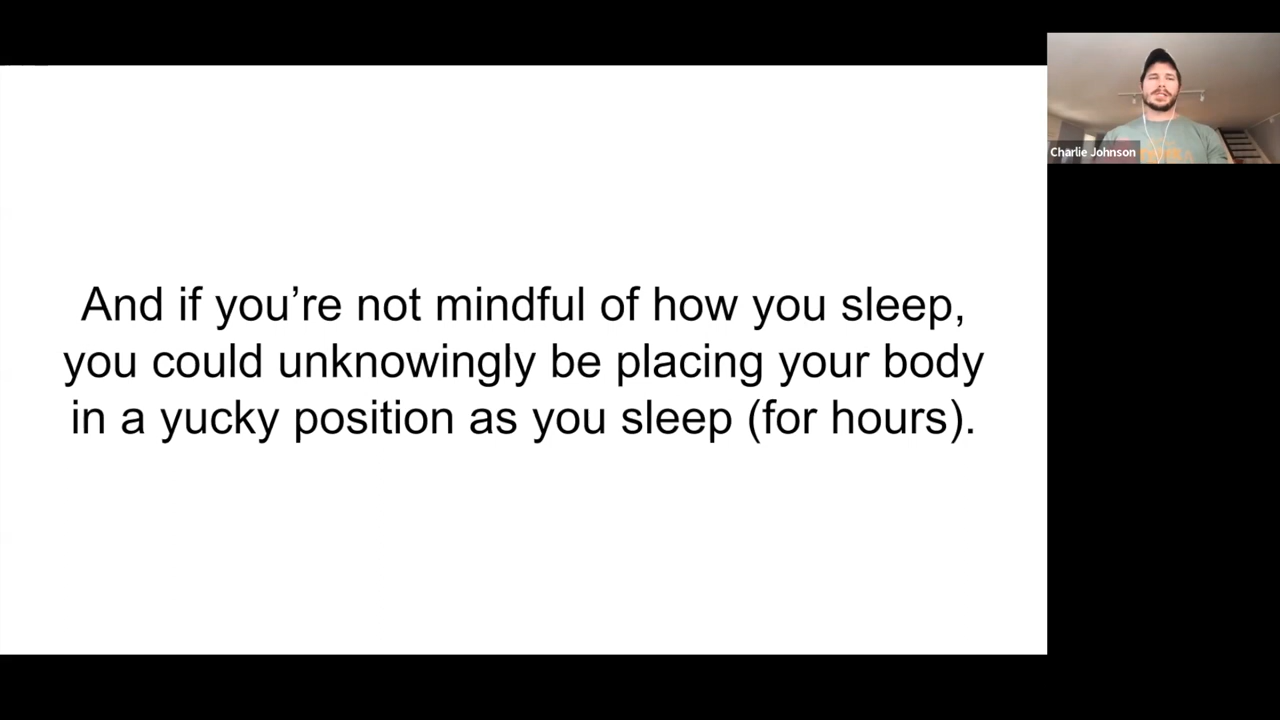 And if you’re not mindful of how you sleep,
you could unknowingly be placing your body
in a yucky position as you sleep (for hours).
Charlie Johnson